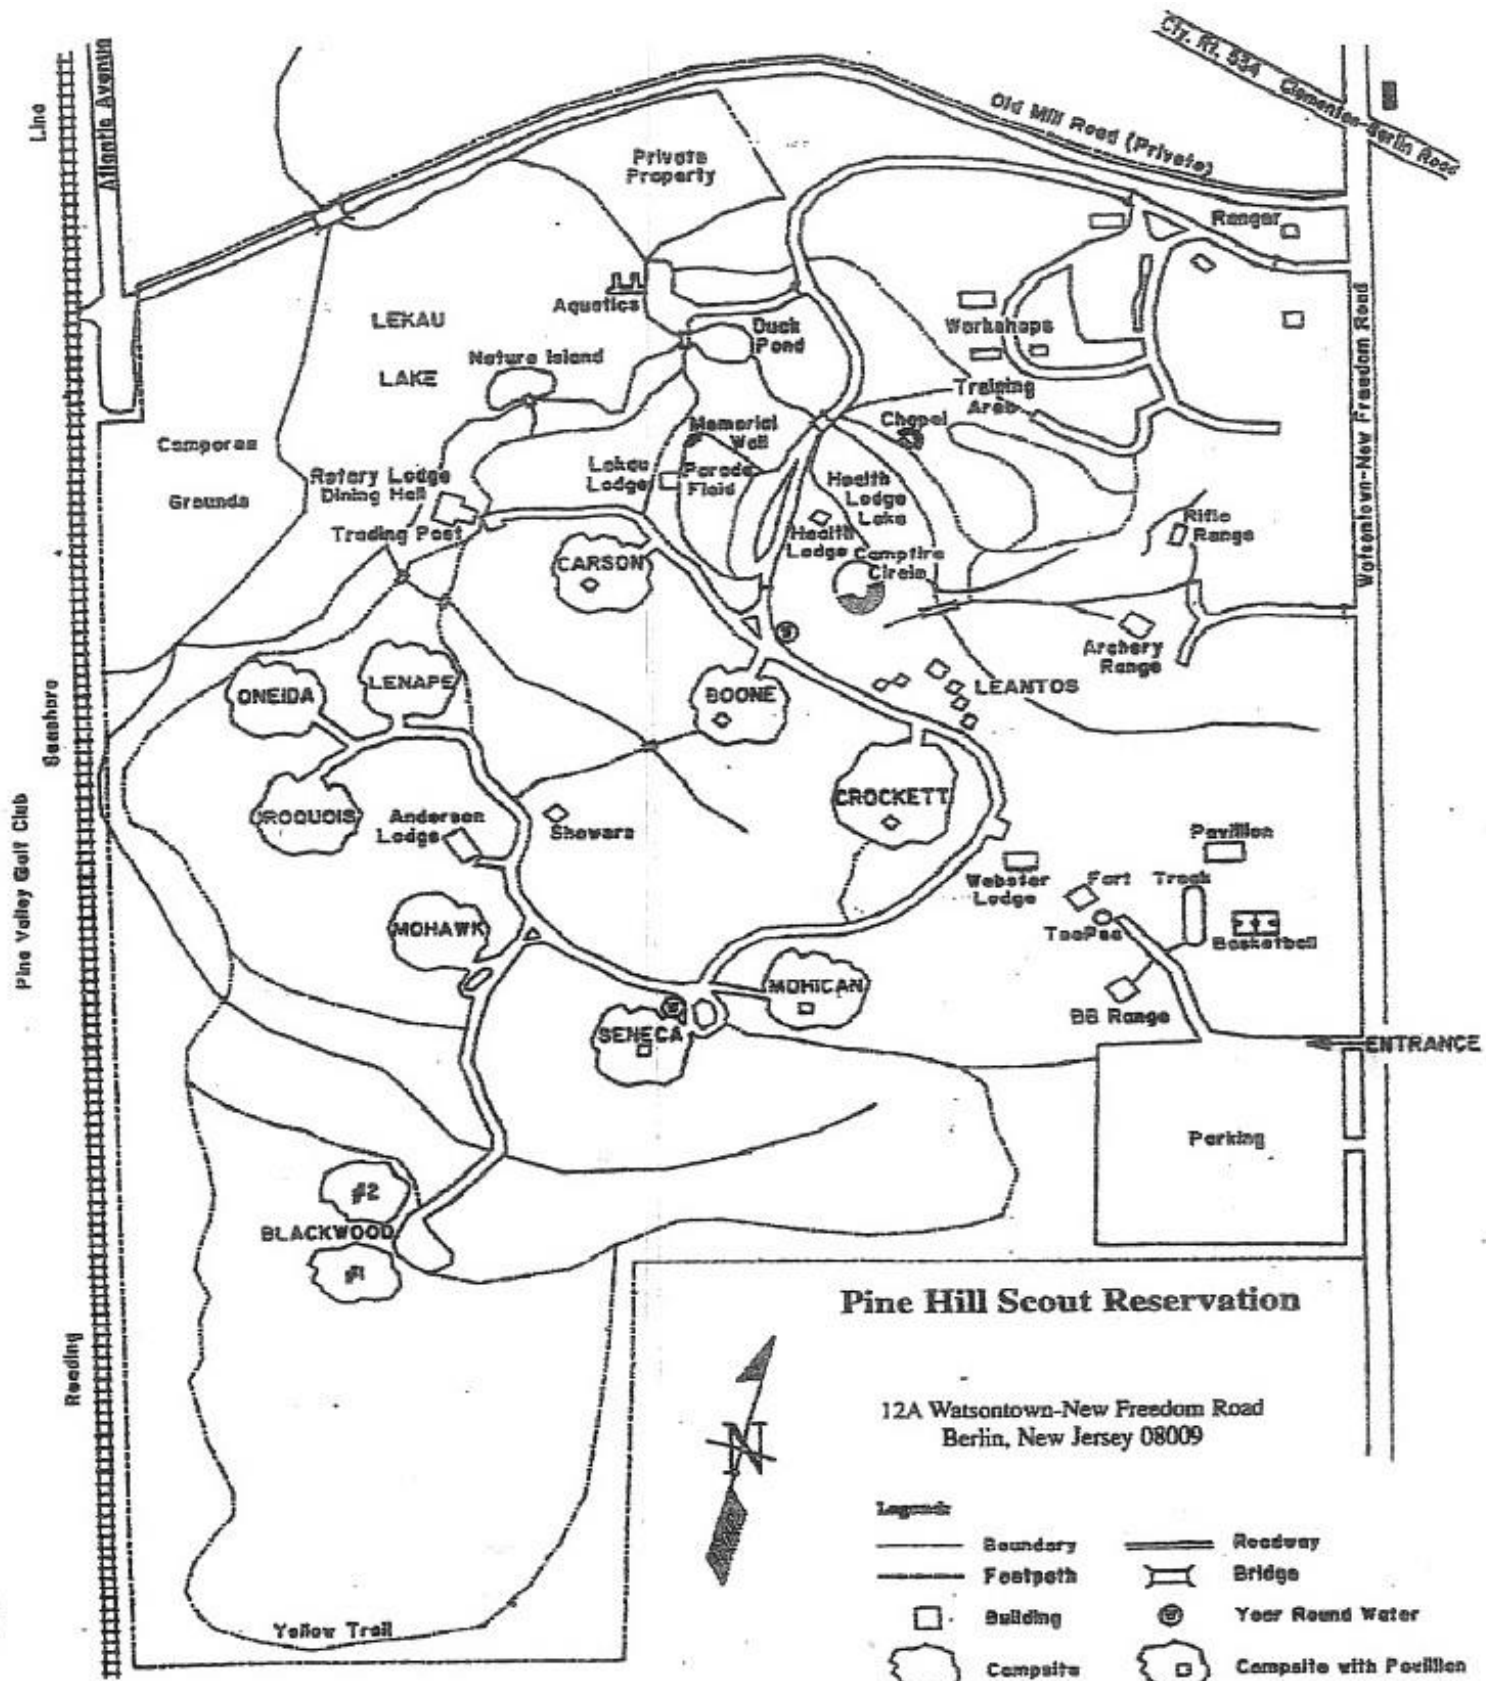 Line
Atlantic Avenue
Cty. Rt. 534 Clementon-Berlin Road
Old Mill Road (Private)
Private
Property
Ranger
Aquatics
LEKAU
LAKE
Nature Island
Duck
Pond
Workshops
Training
Area
Watsontown-New Freedom Road
Camporee
Grounds
Rotary Lodge
Dining Hall
Trading Post
Lekau
Lodge
Memorial
Wall
Parade
Field
Chapel
Health
Lodge
Lake
Health
Lodge
Campfire
Circle
Rifle
Range
CARSON
Archery
Range
ONEIDA
LENAPE
BOONE
LEANTOS
Seashore
IROQUOIS
Anderson
Lodge
Showers
CROCKETT
Pavillion
Pine Valley Golf Club
Webster
Lodge
Fort
Track
TeePee
Basketball
MOHAWK
MOHICAN
BB Range
SENECA
ENTRANCE
Parking
#2
BLACKWOOD
#1
Reading
Pine Hill Scout Reservation
12A Watsontown-New Freedom Road
Berlin, New Jersey 08009
N
Yellow Trail
Legend:
Boundary
Roadway
Footpath
Bridge
Building
Year Round Water
Campsite
Campsite with Pavillion